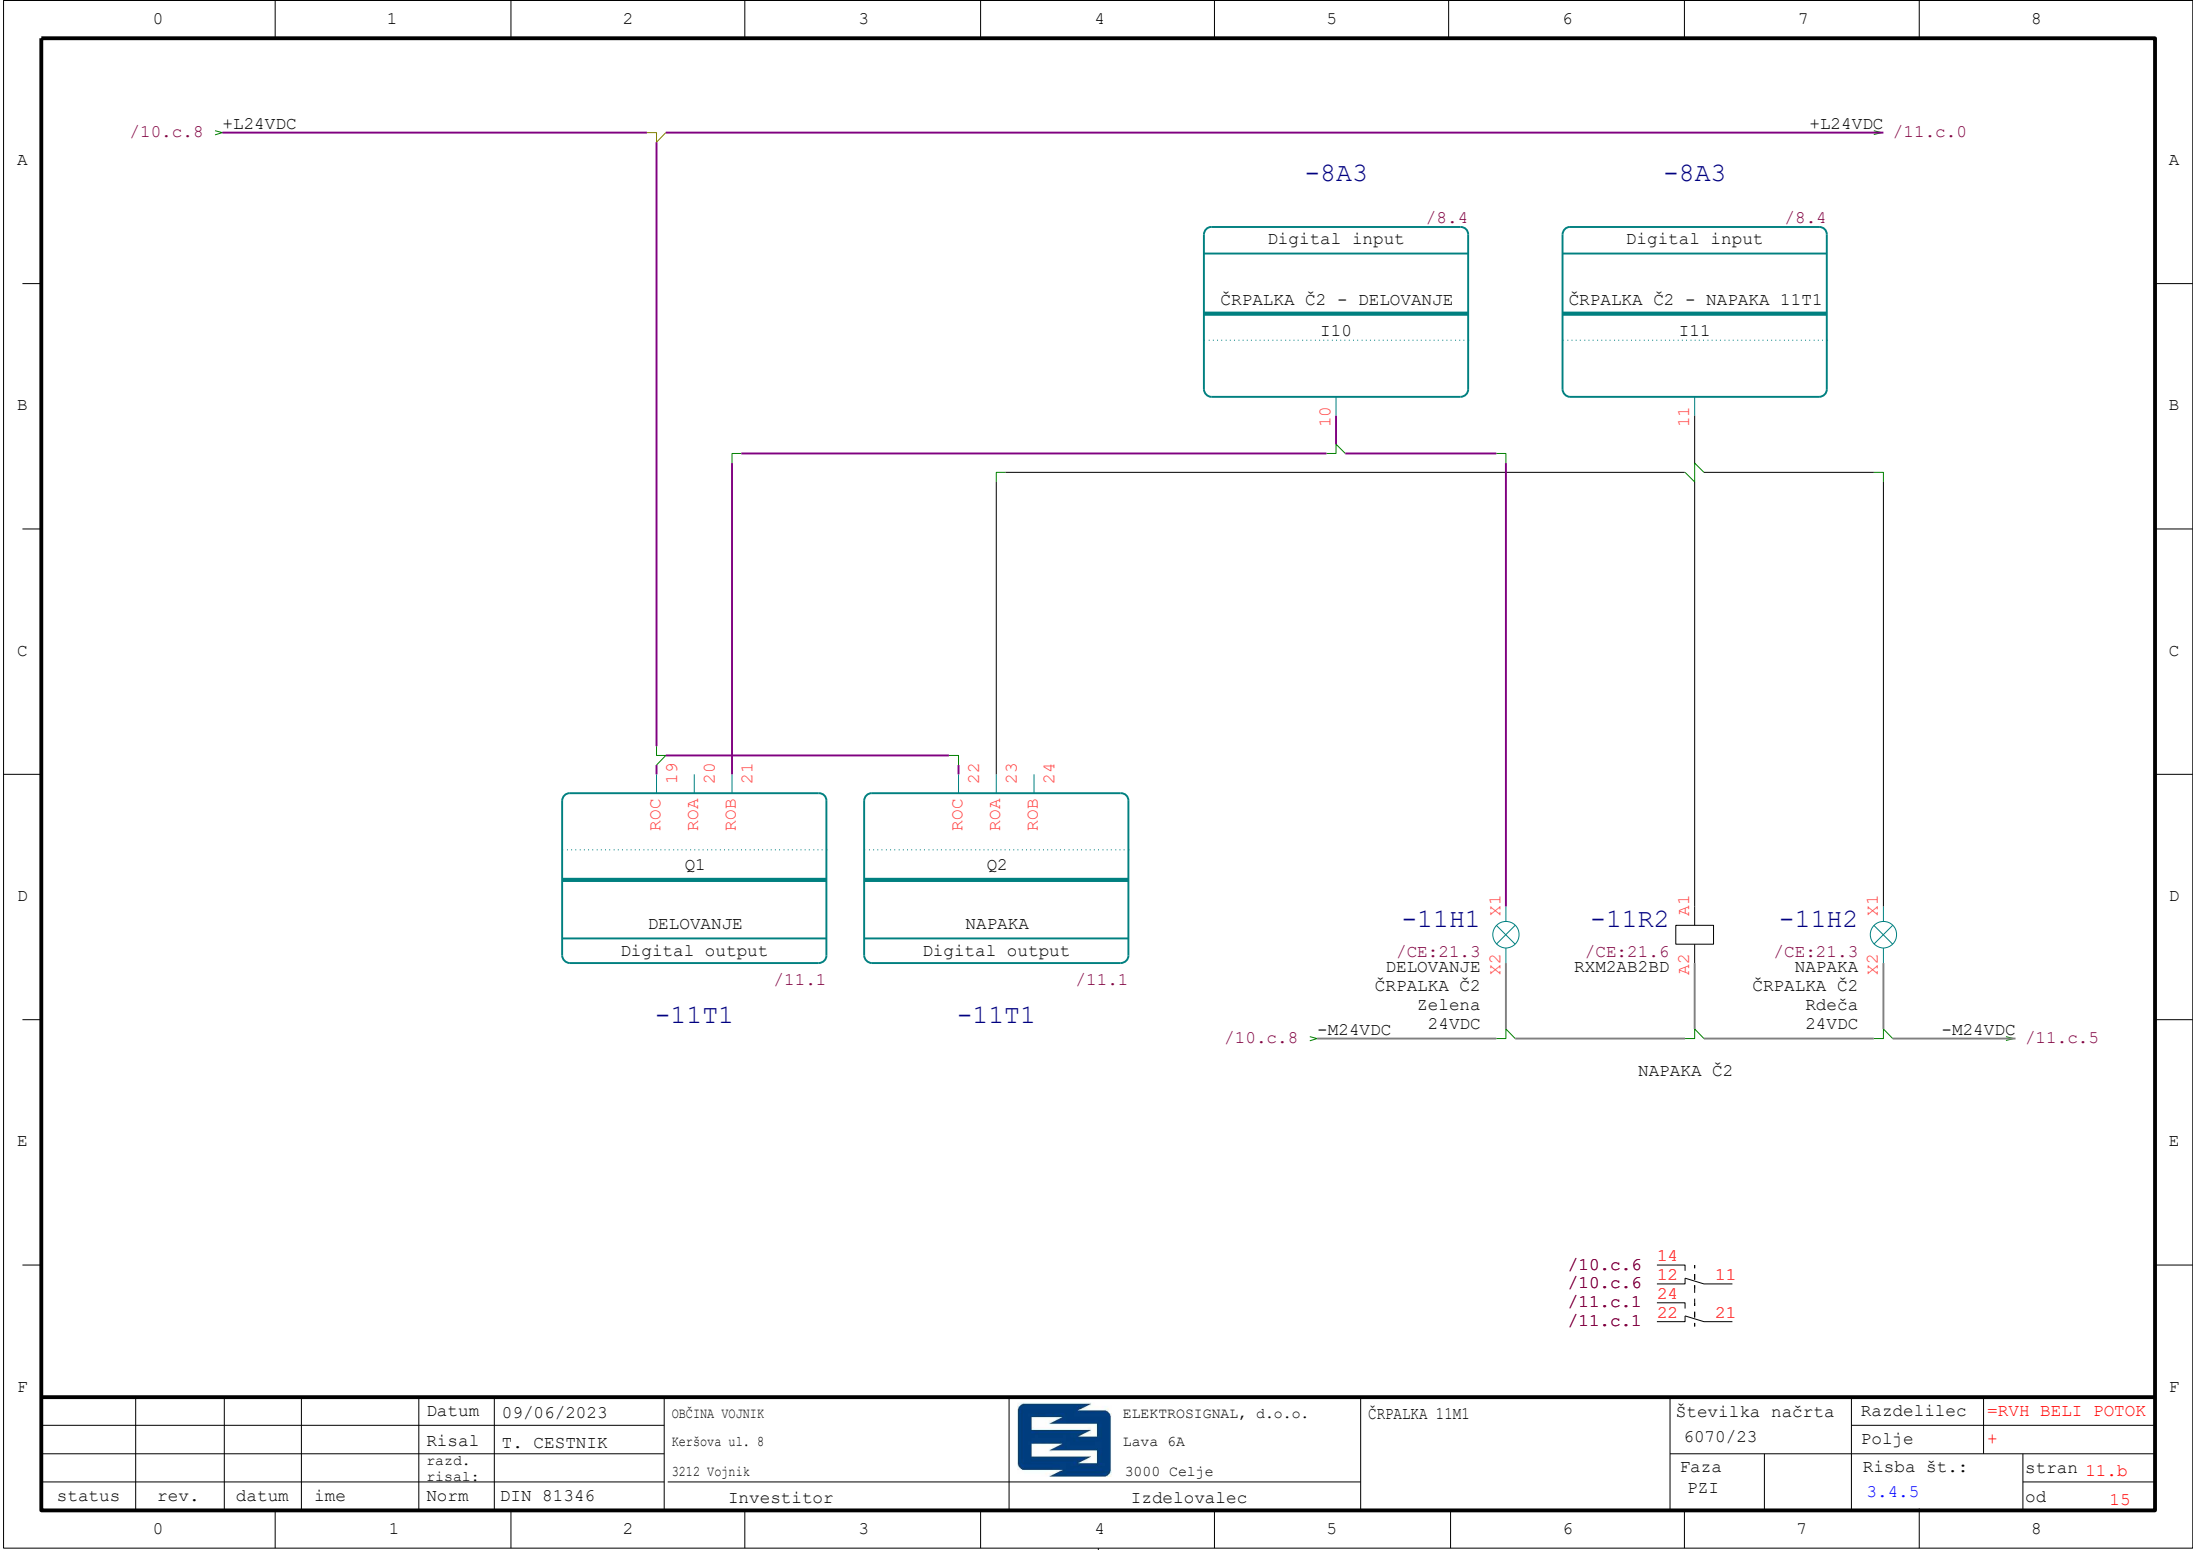 0 1 2 3 4 5 6 7 8
/10.c.8 +L24VDC +L24VDC /11.c.0
A A
-8A3 -8A3
/8.4 /8.4
Digital input Digital input
ČRPALKA Č2 - DELOVANJE ČRPALKA Č2 - NAPAKA 11T1
I10 I11
B B
10 11
C C
19 20 21 22 23 24
ROC ROA ROB ROC ROA ROB
Q1 Q2
D D
DELOVANJE NAPAKA
Digital output Digital output
/11.1 /11.1
-11T1 -11T1
-11H1 X1 -11R2 A1 -11H2 X1
/CE:21.3 /CE:21.6 /CE:21.3
DELOVANJE X2 RXM2AB2BD A2 NAPAKA X2
ČRPALKA Č2 ČRPALKA Č2
Zelena Rdeča
24VDC 24VDC
/10.c.8 -M24VDC -M24VDC /11.c.5
NAPAKA Č2
E E
/10.c.6 14
/10.c.6 12 11
/11.c.1 24
/11.c.1 22 21
F F
Datum 09/06/2023 OBČINA VOJNIK ELEKTROSIGNAL, d.o.o. ČRPALKA 11M1 Številka načrta Razdelilec =RVH BELI POTOK
Risal T. CESTNIK Keršova ul. 8 Lava 6A 6070/23 Polje +
razd.
risal:
3212 Vojnik 3000 Celje Faza Risba št.: stran 11.b
status rev. datum ime Norm DIN 81346 Investitor Izdelovalec PZI 3.4.5 od 15
0 1 2 3 4 5 6 7 8